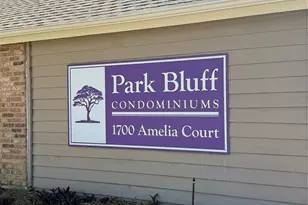 Park Bluff
CONDOMINIUMS
1700 Amelia Court